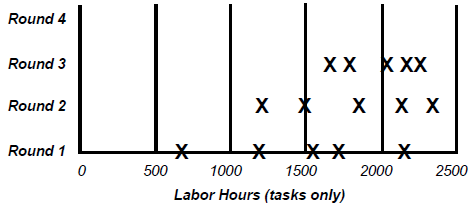 Round 4
Round 3 X X X X X
Round 2 X X X X X
Round 1 X X X X X
0 500 1000 1500 2000 2500
Labor Hours (tasks only)